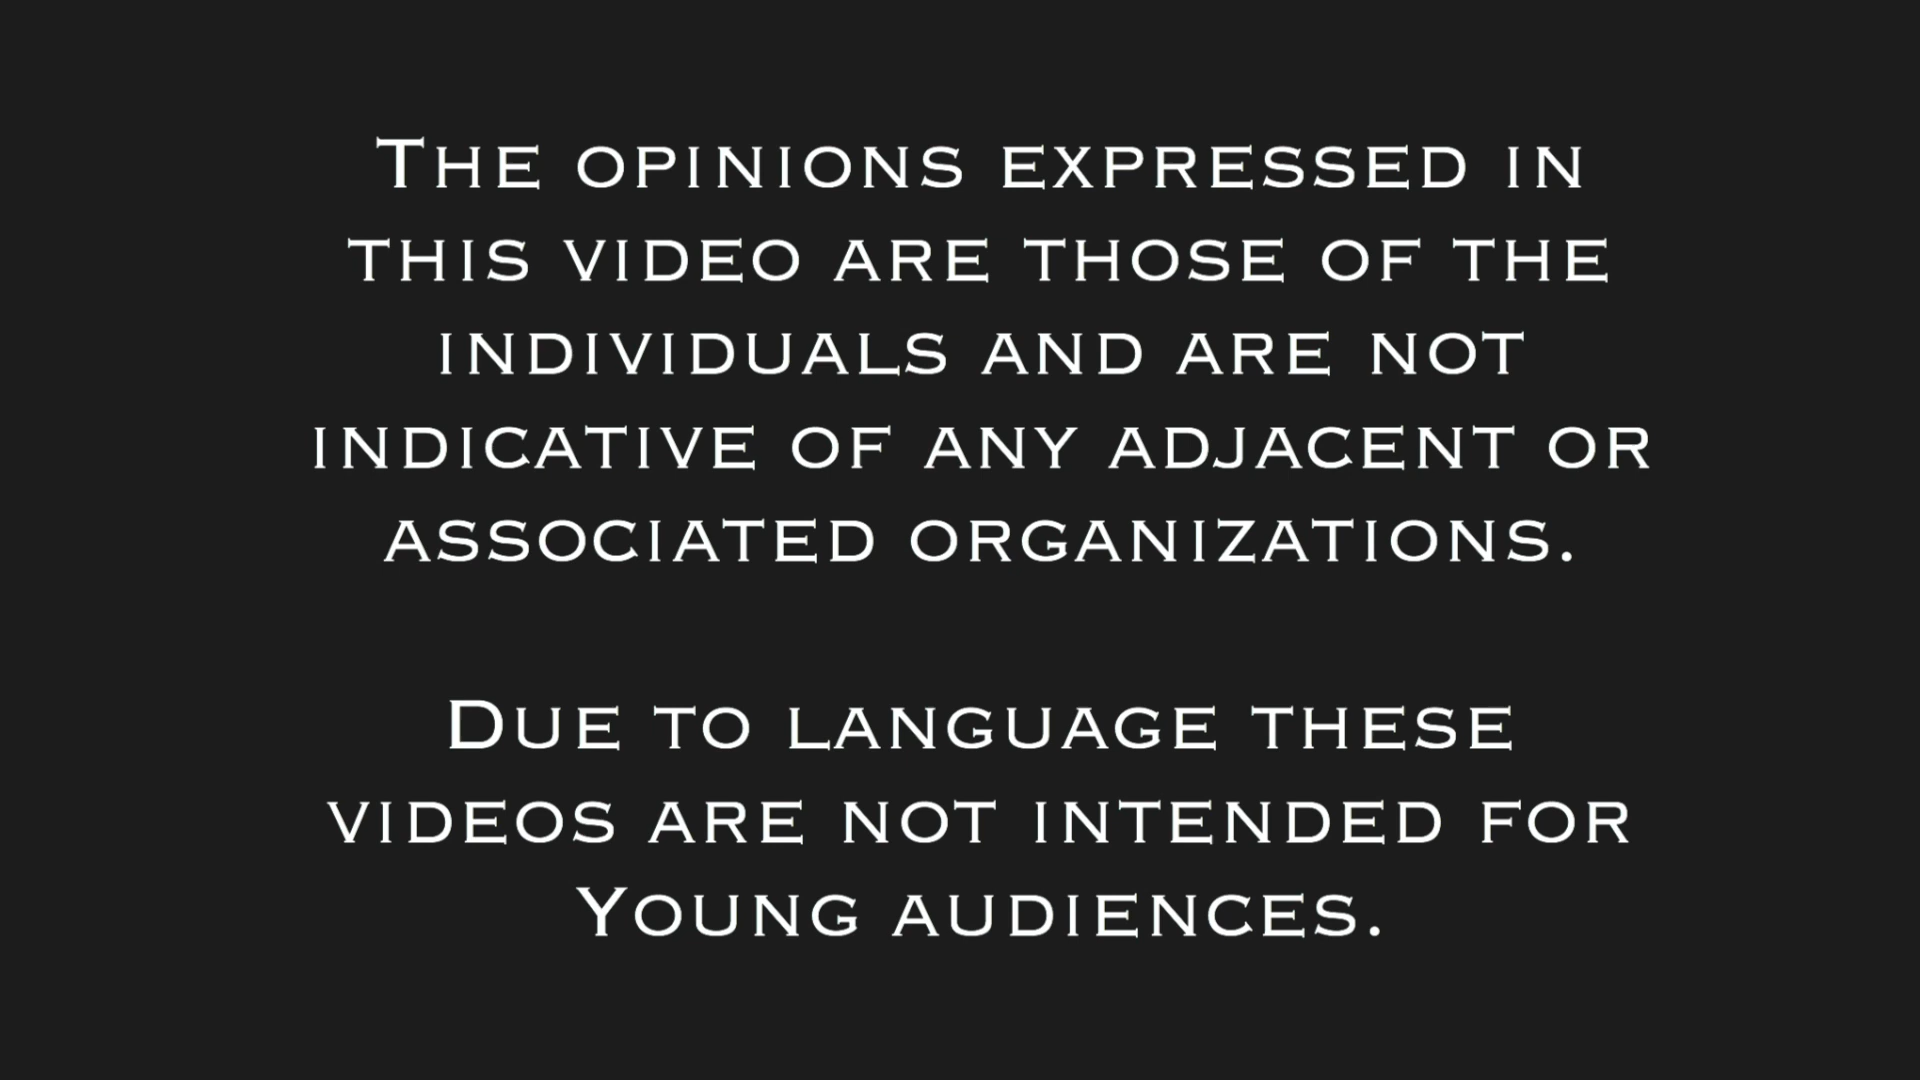 The opinions expressed in
this video are those of the
individuals and are not
indicative of any adjacent or
associated organizations.
Due to language these
videos are not intended for
Young audiences.